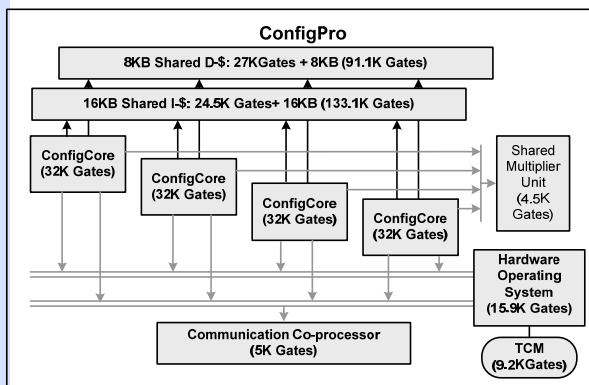 ConfigPro
8KB Shared D-$: 27KGates + 8KB (91.1K Gates)
16KB Shared I-$: 24.5K Gates+ 16KB (133.1K Gates)
ConfigCore
(32K Gates)
ConfigCore
(32K Gates)
ConfigCore
(32K Gates)
ConfigCore
(32K Gates)
Shared
Multiplier
Unit
(4.5K
Gates)
Hardware
Operating
System
(15.9K Gates)
Communication Co-processor
(5K Gates)
TCM
(9.2KGates)